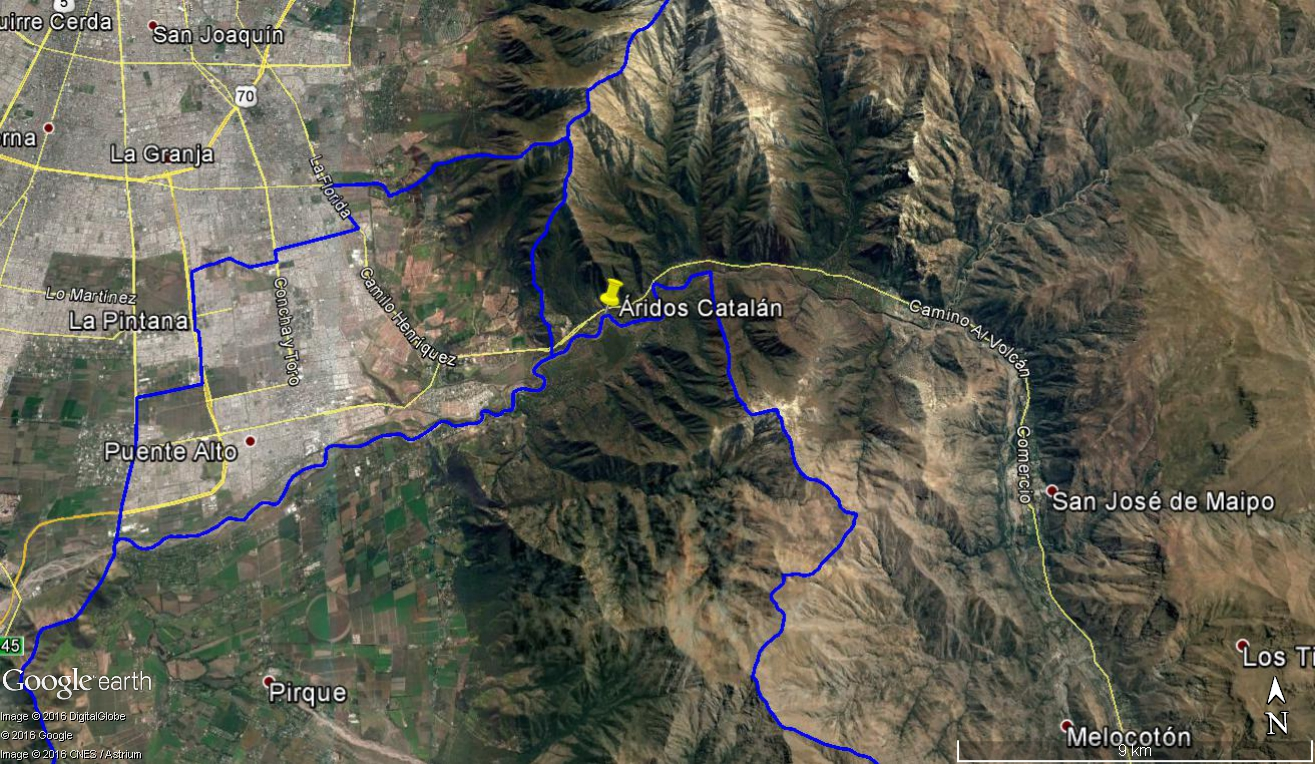 5
uirre Cerda
San Joaquín
70
rna
La Granja
La Florida
Lo Martínez
La Pintana
Concha y Toro
Camilo Henríquez
Áridos Catalán
Camino Al Volcán
Puente Alto
Comercio
San José de Maipo
45
Google earth
Pirque
Los Ti
Image © 2016 DigitalGlobe
© 2016 Google
Image © 2016 CNES / Astrium
N
Melocotón
9 km